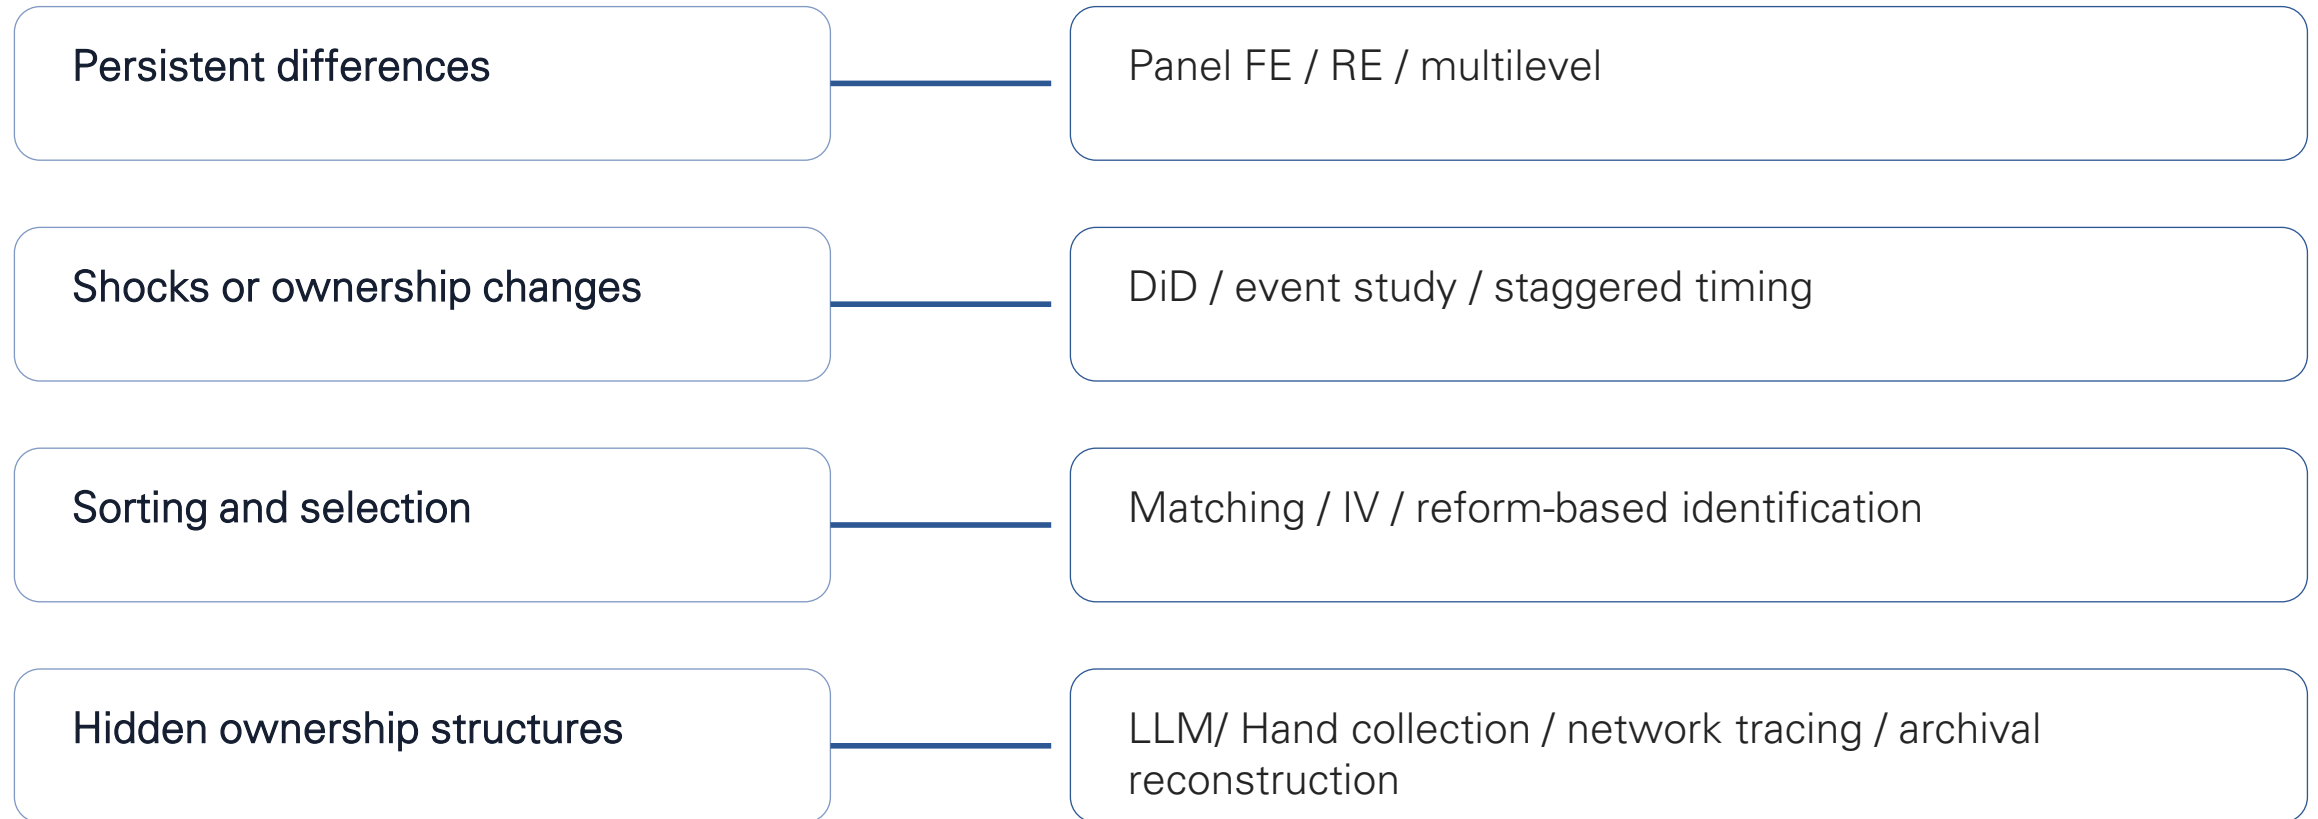 Persistent differences
Panel FE / RE / multilevel
Shocks or ownership changes
DiD / event study / staggered timing
Sorting and selection
Matching / IV / reform-based identification
Hidden ownership structures
LLM/ Hand collection / network tracing / archival
reconstruction